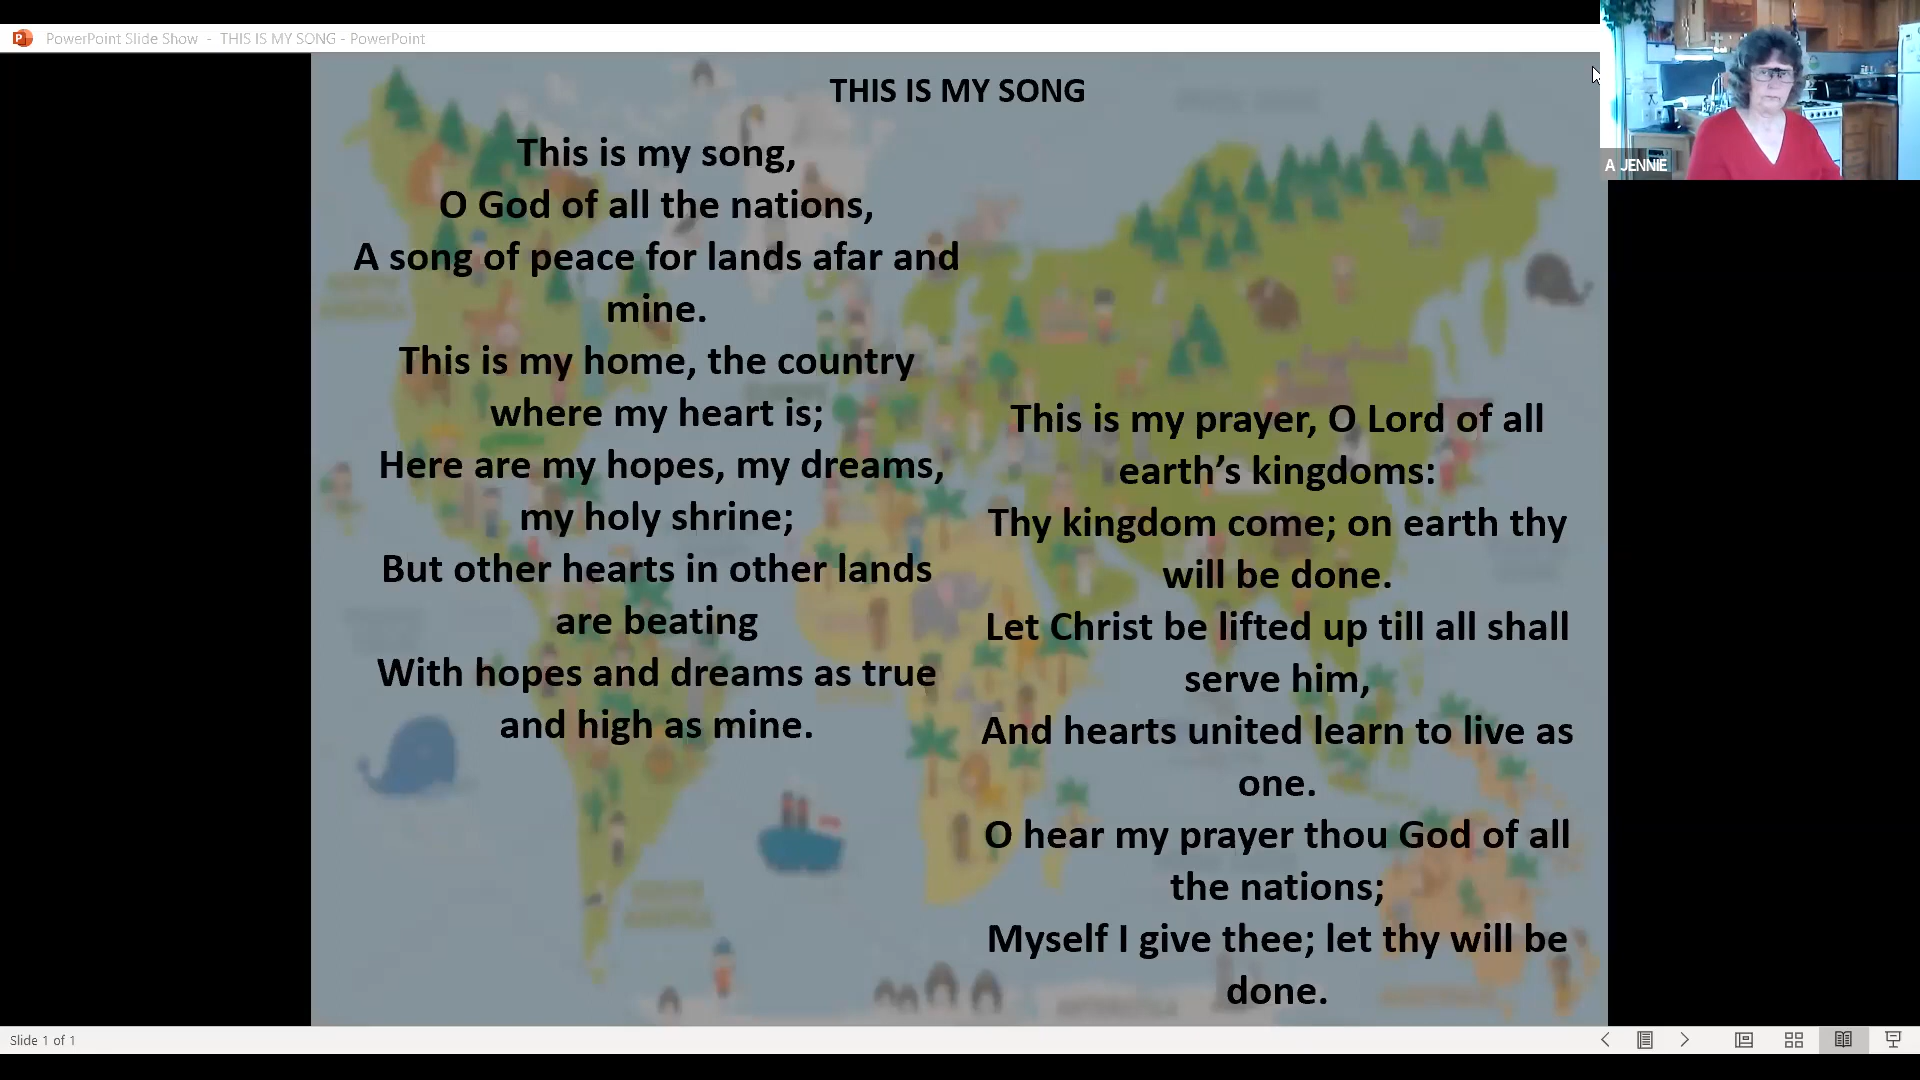 PowerPoint Slide Show - THIS IS MY SONG - PowerPoint
A JENNIE
THIS IS MY SONG
This is my song,
O God of all the nations,
A song of peace for lands afar and
mine.
This is my home, the country
where my heart is;
Here are my hopes, my dreams,
my holy shrine;
But other hearts in other lands
are beating
With hopes and dreams as true
and high as mine.
This is my prayer, O Lord of all
earth’s kingdoms:
Thy kingdom come; on earth thy
will be done.
Let Christ be lifted up till all shall
serve him,
And hearts united learn to live as
one.
O hear my prayer thou God of all
the nations;
Myself I give thee; let thy will be
done.
Slide 1 of 1